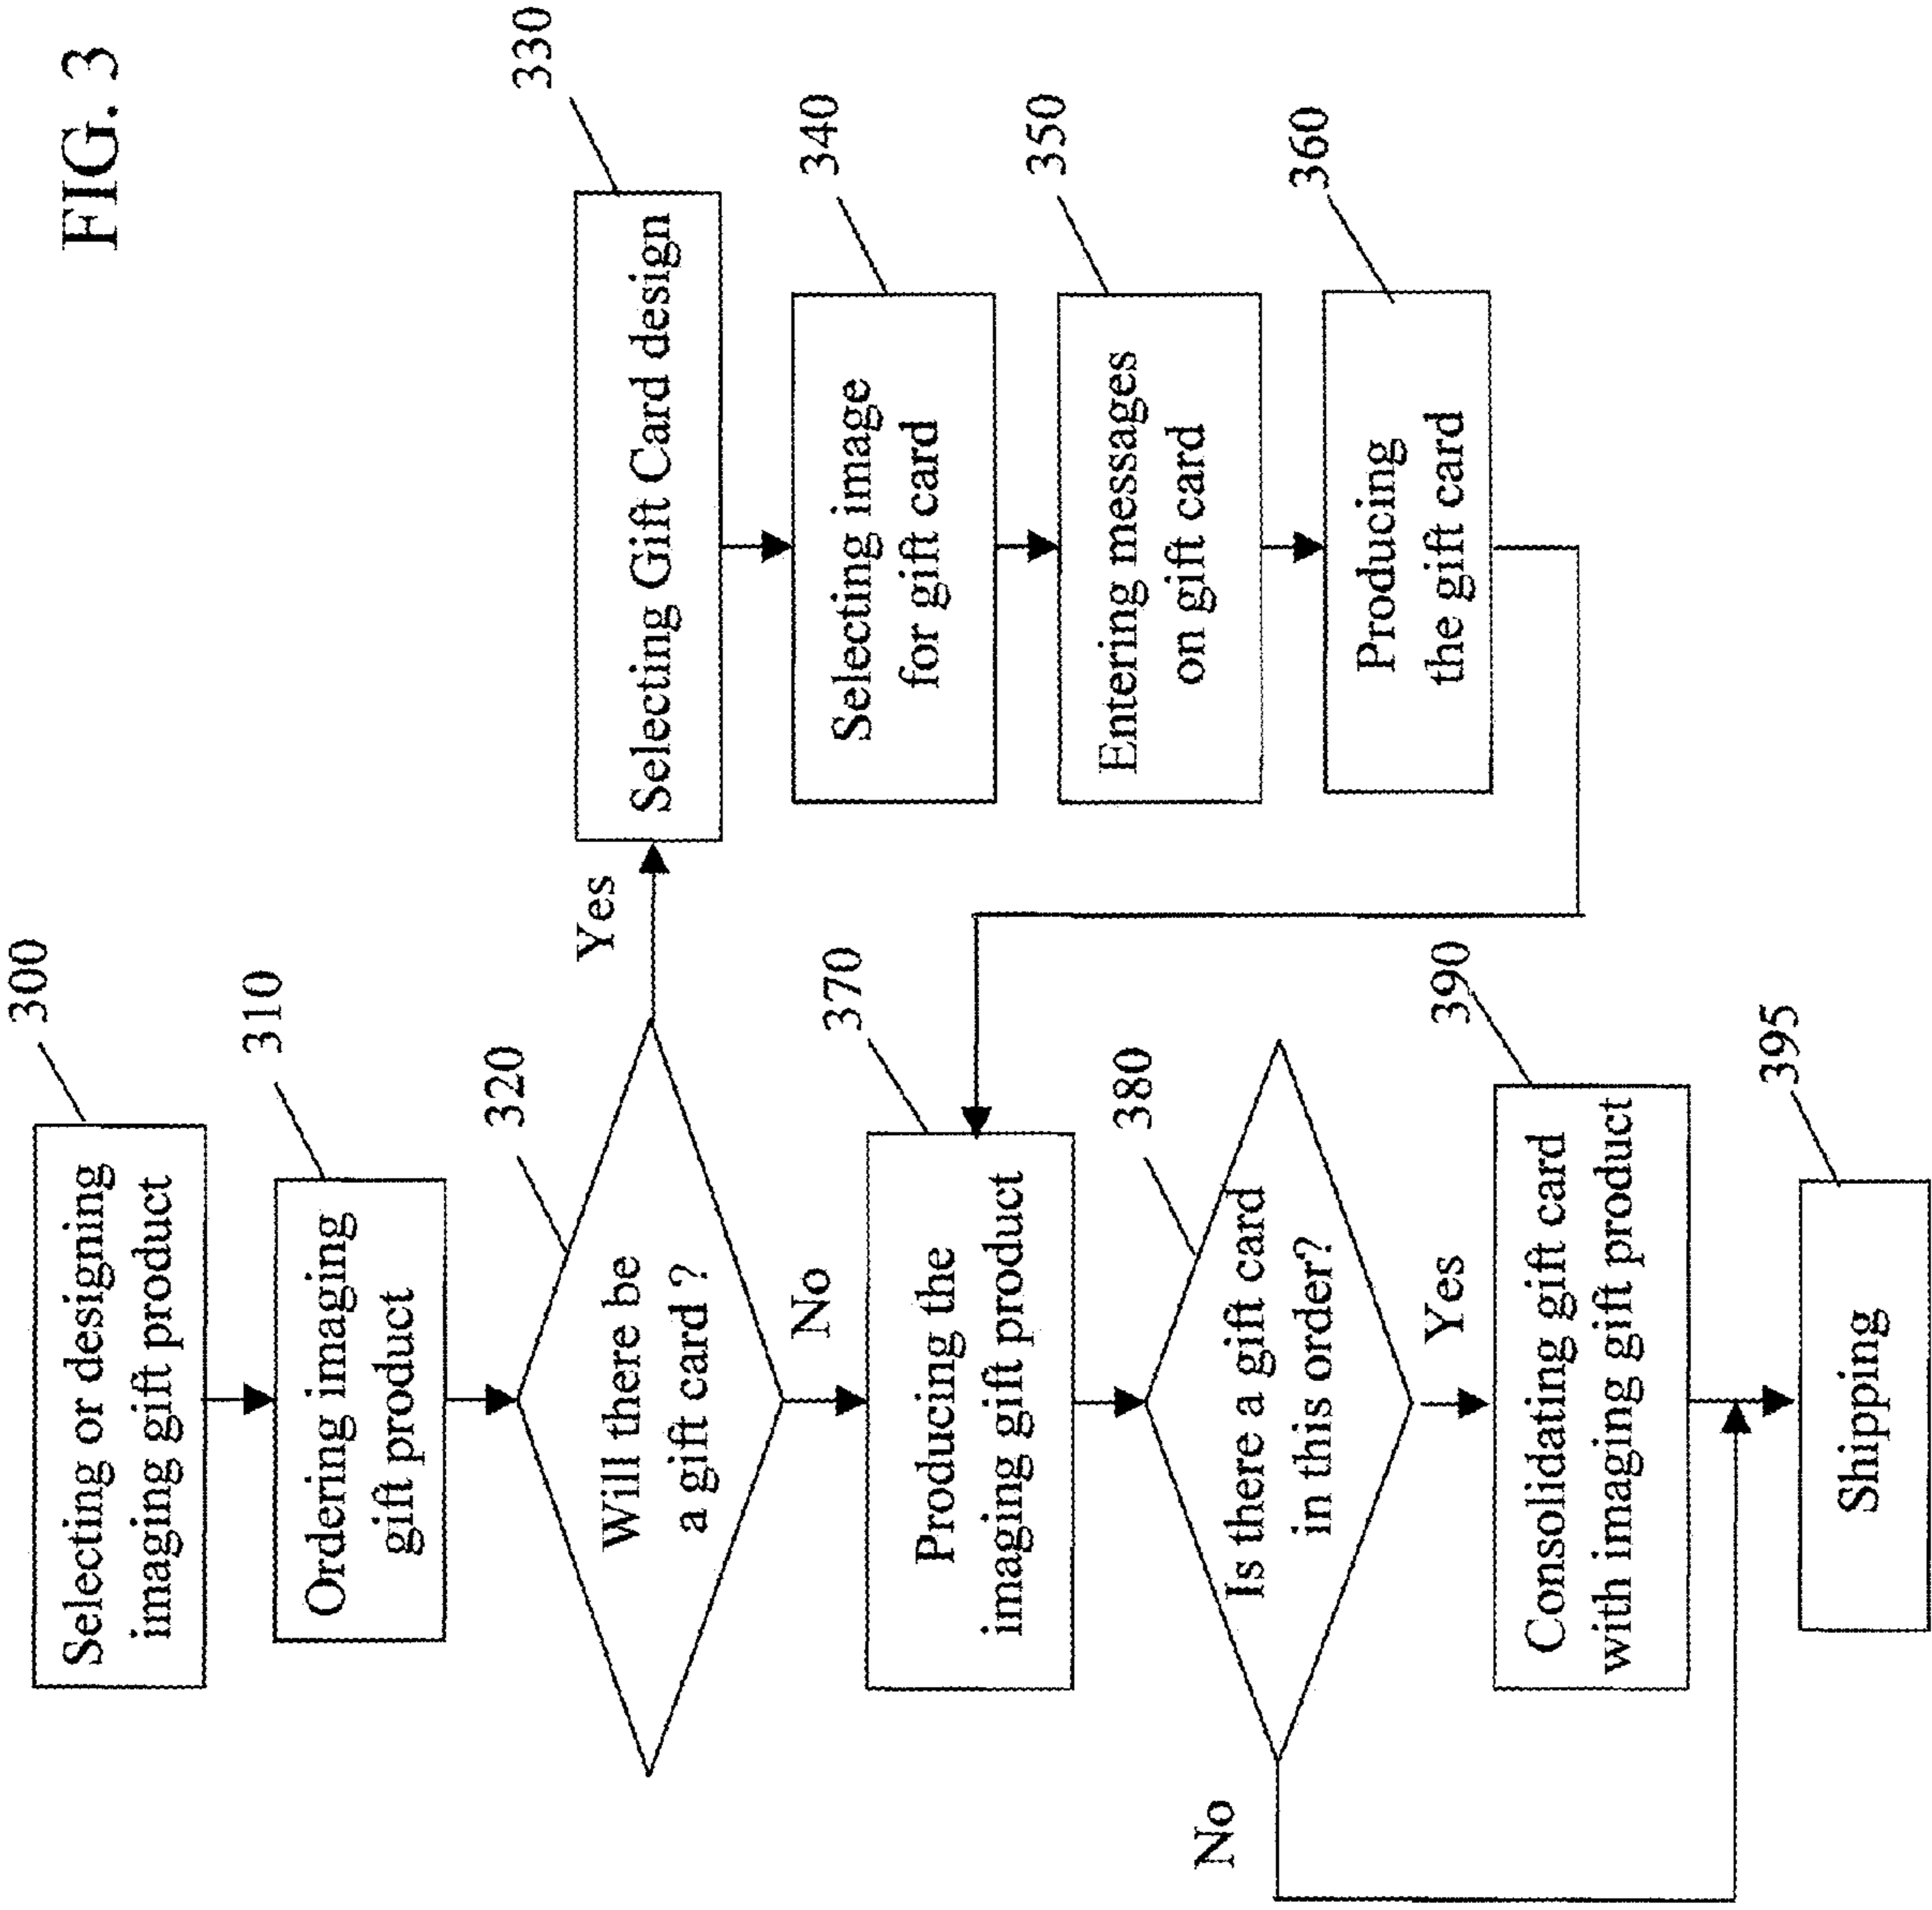 FIG. 3
300
Selecting or designing
imaging gift product
310
Ordering imaging
gift product
320
Will there be
a gift card ?
Yes
No
330
Selecting Gift Card design
340
Selecting image
for gift card
350
Entering messages
on gift card
360
Producing
the gift card
370
Producing the
imaging gift product
380
Is there a gift card
in this order?
No
Yes
390
Consolidating gift card
with imaging gift product
395
Shipping